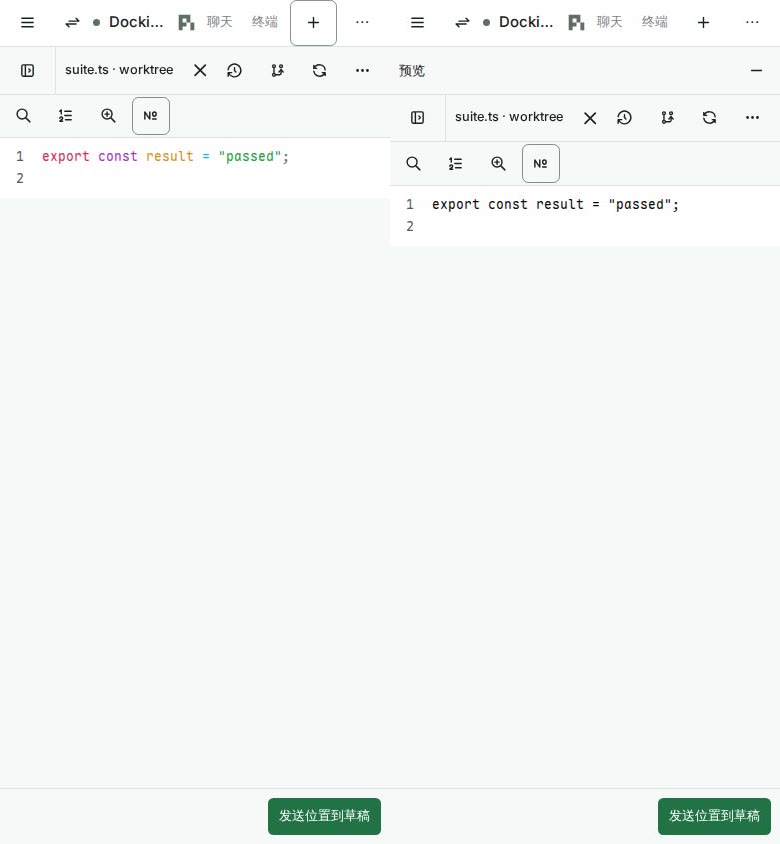 Docki... 聊天 终端
suite.ts · worktree
№
1 export const result = "passed";
2
发送位置到草稿
Docki... 聊天 终端
预览
suite.ts · worktree
№
1 export const result = "passed";
2
发送位置到草稿